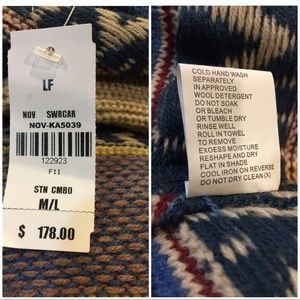 LF
NOV SWRCAR
NOV-KA5039
122923
F11
STN CMBO
M/L
$ 178.00
COLD HAND WASH
SEPARATELY
IN APPROVED
WOOL DETERGENT
DO NOT SOAK
OR BLEACH
OR TUMBLE DRY
RINSE WELL
ROLL IN TOWEL
TO REMOVE
EXOESS MOISTURE
RESHAPE AND DRY
FLAT IN SHADE
COOL IRON ON REVERSE
DO NOT DRY CLEAN (X)